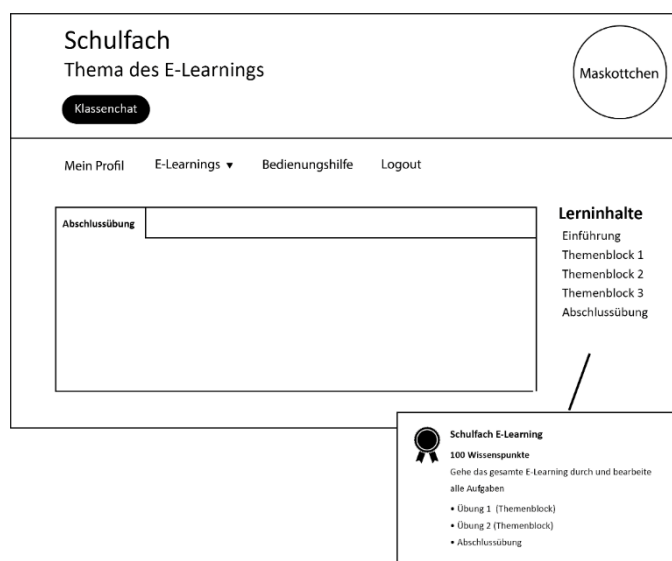 Schulfach
Thema des E-Learnings
Klassenchat
Maskottchen
Mein Profil E-Learnings ▼ Bedienungshilfe Logout
Abschlussübung
Lerninhalte
Einführung
Themenblock 1
Themenblock 2
Themenblock 3
Abschlussübung
Schulfach E-Learning
100 Wissenspunkte
Gehe das gesamte E-Learning durch und bearbeite
alle Aufgaben
• Übung 1 (Themenblock)
• Übung 2 (Themenblock)
• Abschlussübung